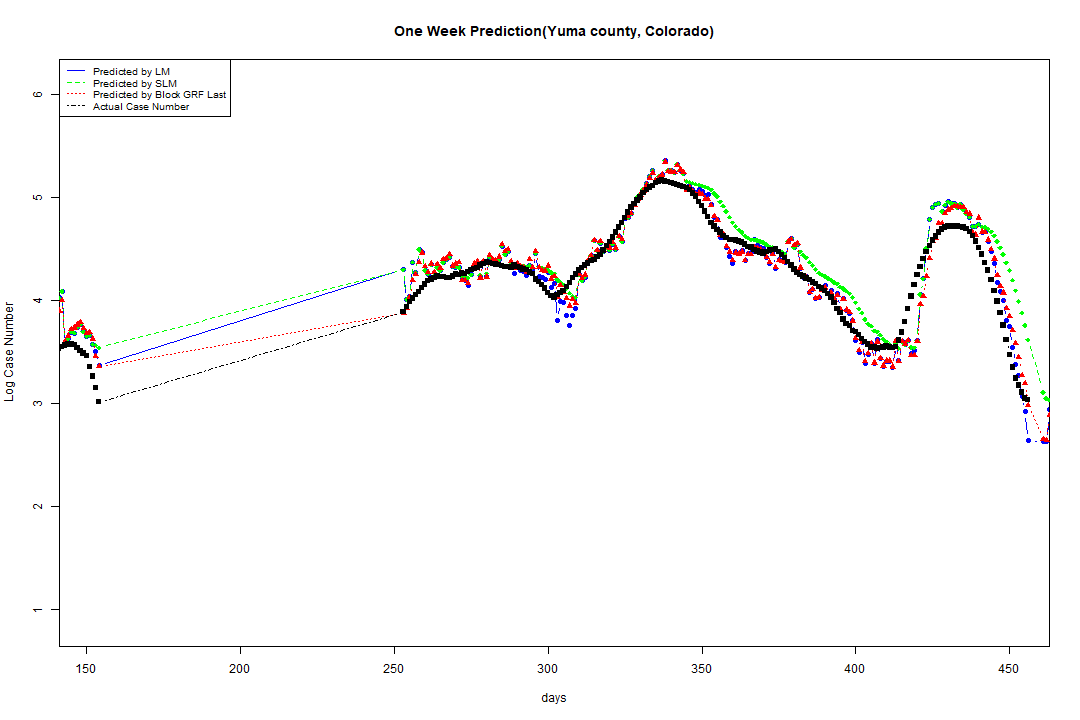 One Week Prediction(Yuma county, Colorado)
Predicted by LM
Predicted by SLM
Predicted by Block GRF Last
Actual Case Number
6
5
4
3
2
1
Log Case Number
150 200 250 300 350 400 450
days